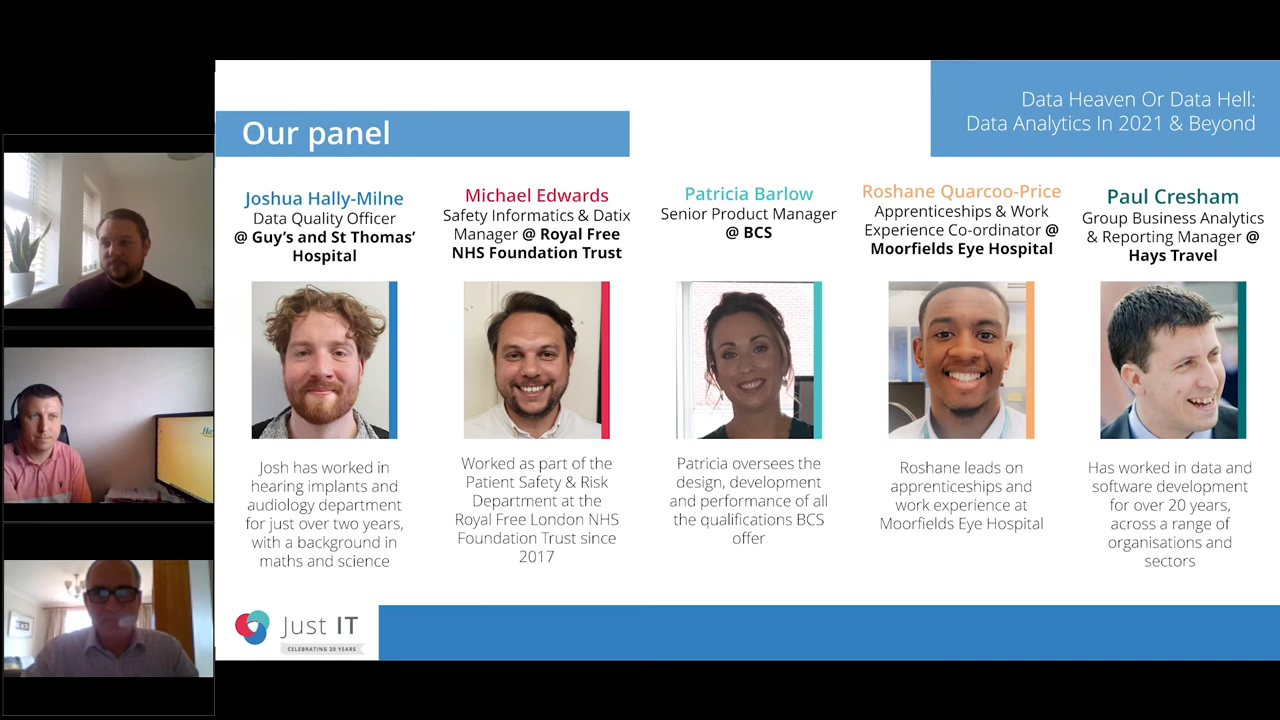 Data Heaven Or Data Hell:
Data Analytics In 2021 & Beyond
Our panel
Joshua Hally-Milne
Data Quality Officer
@ Guy's and St Thomas'
Hospital
Josh has worked in
hearing implants and
audiology department
for just over two years,
with a background in
maths and science
Michael Edwards
Safety Informatics & Datix
Manager @ Royal Free
NHS Foundation Trust
Worked as part of the
Patient Safety & Risk
Department at the
Royal Free London NHS
Foundation Trust since
2017
Patricia Barlow
Senior Product Manager
@ BCS
Patricia oversees the
design, development
and performance of all
the qualifications BCS
offer
Roshane Quarcoo-Price
Apprenticeships & Work
Experience Co-ordinator @
Moorfields Eye Hospital
Roshane leads on
apprenticeships and
work experience at
Moorfields Eye Hospital
Paul Cresham
Group Business Analytics
& Reporting Manager @
Hays Travel
Has worked in data and
software development
for over 20 years,
across a range of
organisations and
sectors
Just IT
CELEBRATING 20 YEARS